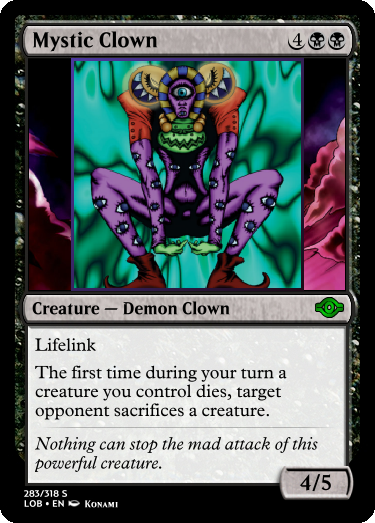 Mystic Clown 4
Creature — Demon Clown
Lifelink
The first time during your turn a
creature you control dies, target
opponent sacrifices a creature.
Nothing can stop the mad attack of this
powerful creature.
4/5
283/318 S
LOB • EN Konami